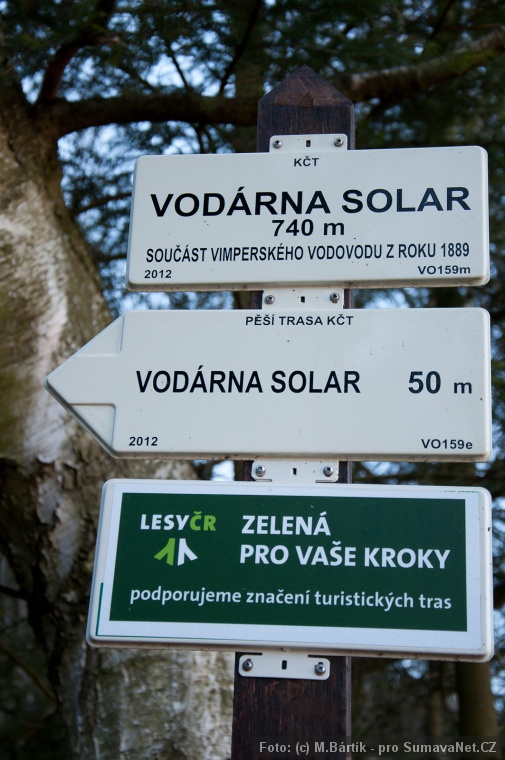 KČT
VODÁRNA SOLAR
740 m
SOUČÁST VIMPERSKÉHO VODOVODU Z ROKU 1889
2012 VO159m
PĚŠÍ TRASA KČT
VODÁRNA SOLAR 50 m
2012 VO159e
LESYČR ZELENÁ
PRO VAŠE KROKY
podporujeme značení turistických tras
Foto: (c) M.Bártík - pro SumavaNet.CZ